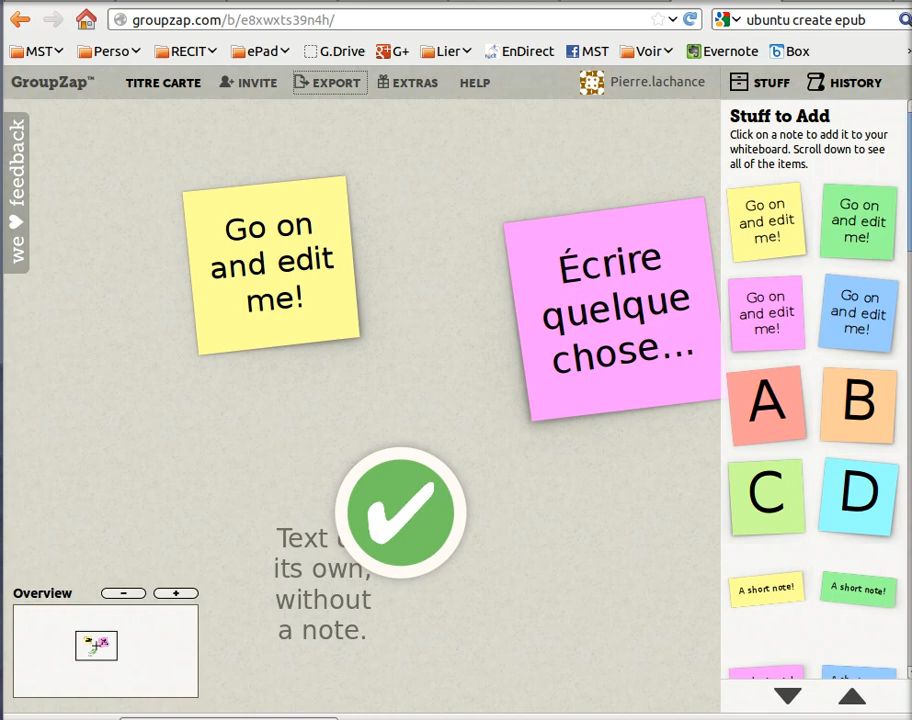 groupzap.com/b/e8xwxts39n4h/
ubuntu create epub
MST
Perso
RECIT
ePad
G.Drive
G+
Lier
EnDirect
MST
Voir
Evernote
Box
GroupZap™
TITRE CARTE
INVITE
EXPORT
EXTRAS
HELP
Pierre.lachance
STUFF
HISTORY
we ♥ feedback
Go on
and edit
me!
Écrire
quelque
chose...
Text
its own,
without
a note.
Overview
Stuff to Add
Click on a note to add it to your
whiteboard. Scroll down to see
all of the items.
Go on
and edit
me!
Go on
and edit
me!
Go on
and edit
me!
Go on
and edit
me!
A
B
C
D
A short note!
A short note!